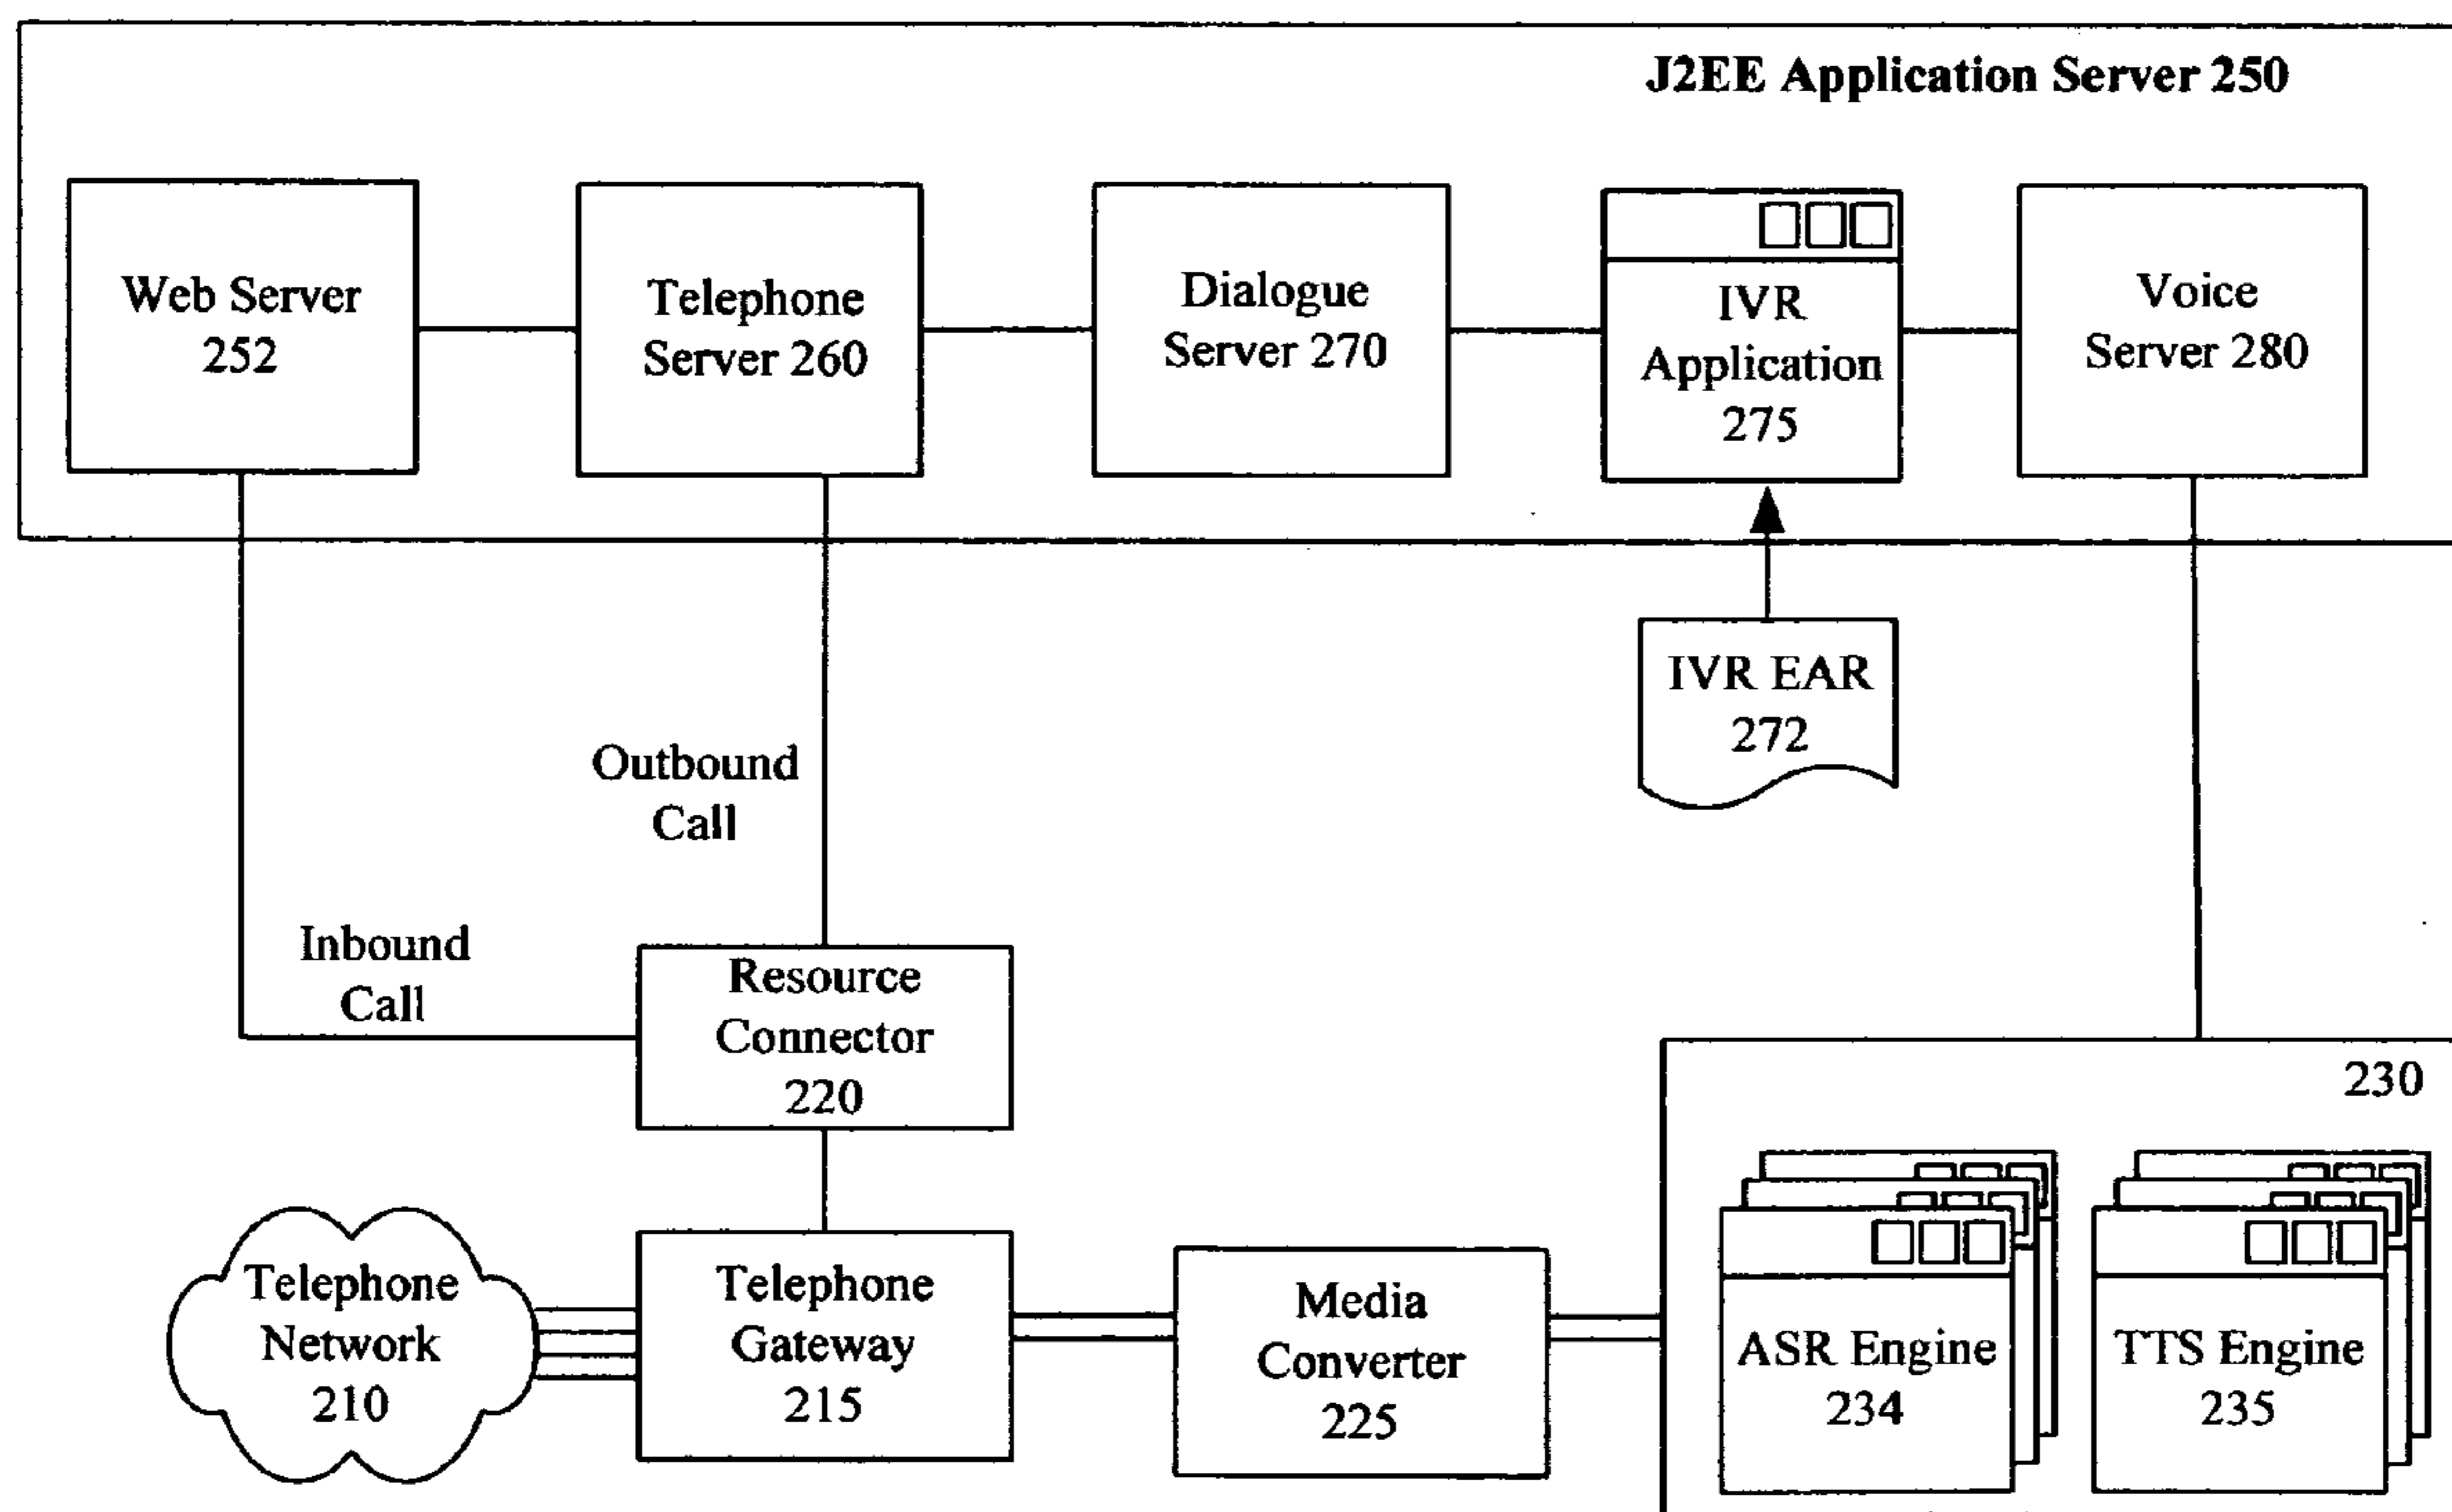 J2EE Application Server 250
Web Server
252
Telephone
Server 260
Dialogue
Server 270
IVR
Application
275
Voice
Server 280
IVR EAR
272
Outbound
Call
Inbound
Call
Resource
Connector
220
230
Telephone
Network
210
Telephone
Gateway
215
Media
Converter
225
ASR Engine
234
TTS Engine
235